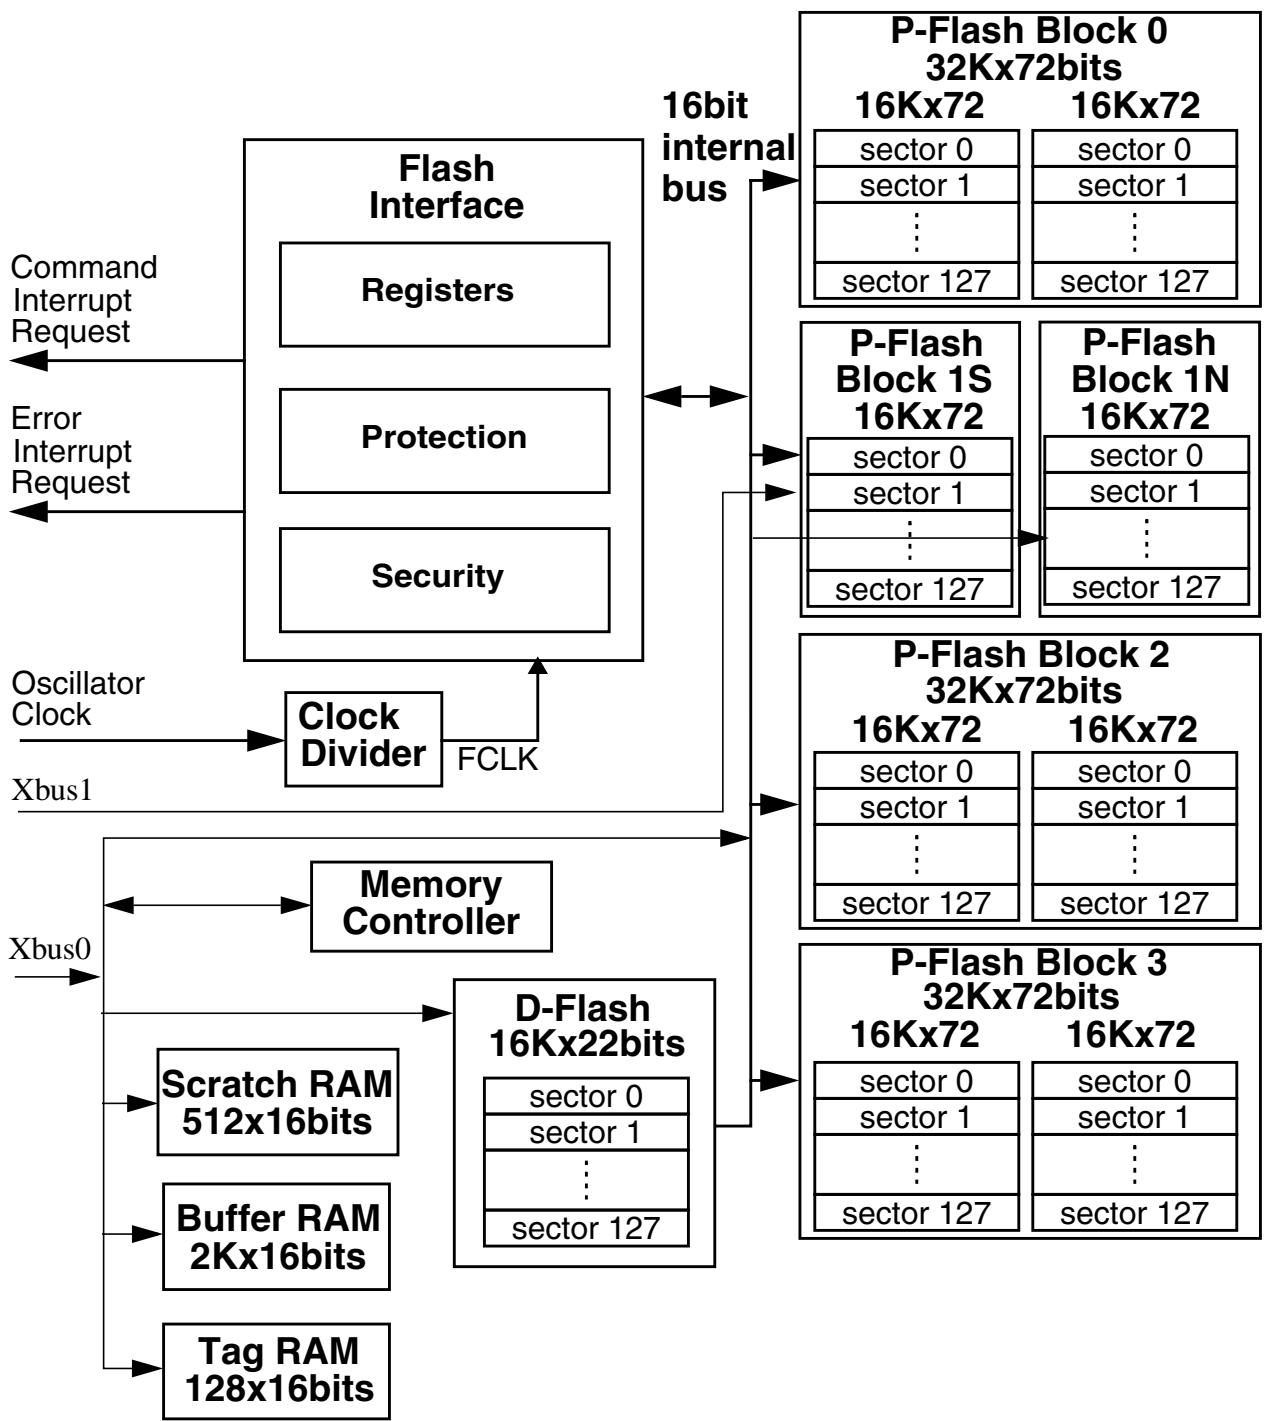 P-Flash Block 0
32Kx72bits
16Kx72
16Kx72
sector 0
sector 1
sector 127
sector 0
sector 1
sector 127
16bit
internal
bus
Flash
Interface
Registers
Protection
Security
Command
Interrupt
Request
Error
Interrupt
Request
P-Flash
Block 1S
16Kx72
sector 0
sector 1
sector 127
P-Flash
Block 1N
16Kx72
sector 0
sector 1
sector 127
Oscillator
Clock
Clock
Divider
FCLK
Xbus1
P-Flash Block 2
32Kx72bits
16Kx72
16Kx72
sector 0
sector 1
sector 127
sector 0
sector 1
sector 127
Memory
Controller
Xbus0
D-Flash
16Kx22bits
sector 0
sector 1
sector 127
P-Flash Block 3
32Kx72bits
16Kx72
16Kx72
sector 0
sector 1
sector 127
sector 0
sector 1
sector 127
Scratch RAM
512x16bits
Buffer RAM
2Kx16bits
Tag RAM
128x16bits